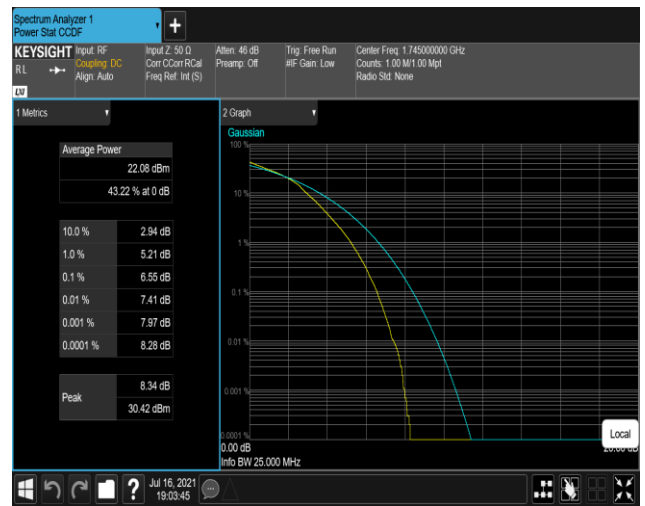 Spectrum Analyzer 1
Power Stat CCDF
+
KEYSIGHT
RL
LXI
Input: RF
Coupling: DC
Align: Auto
Input Z: 50 Ω
Corr CCorr RCal
Freq Ref: Int (S)
Atten: 46 dB
Preamp: Off
Trig: Free Run
#IF Gain: Low
Center Freq: 1.745000000 GHz
Counts: 1.00 M/1.00 Mpt
Radio Std: None
1 Metrics
Average Power
22.08 dBm
43.22 % at 0 dB
10.0 % 2.94 dB
1.0 % 5.21 dB
0.1 % 6.55 dB
0.01 % 7.41 dB
0.001 % 7.97 dB
0.0001 % 8.28 dB
Peak
8.34 dB
30.42 dBm
2 Graph
Gaussian
100 %
10 %
1 %
0.1 %
0.01 %
0.001 %
0.0001 %
0.00 dB
Info BW 25.000 MHz
Local
?
Jul 16, 2021
19:03:45